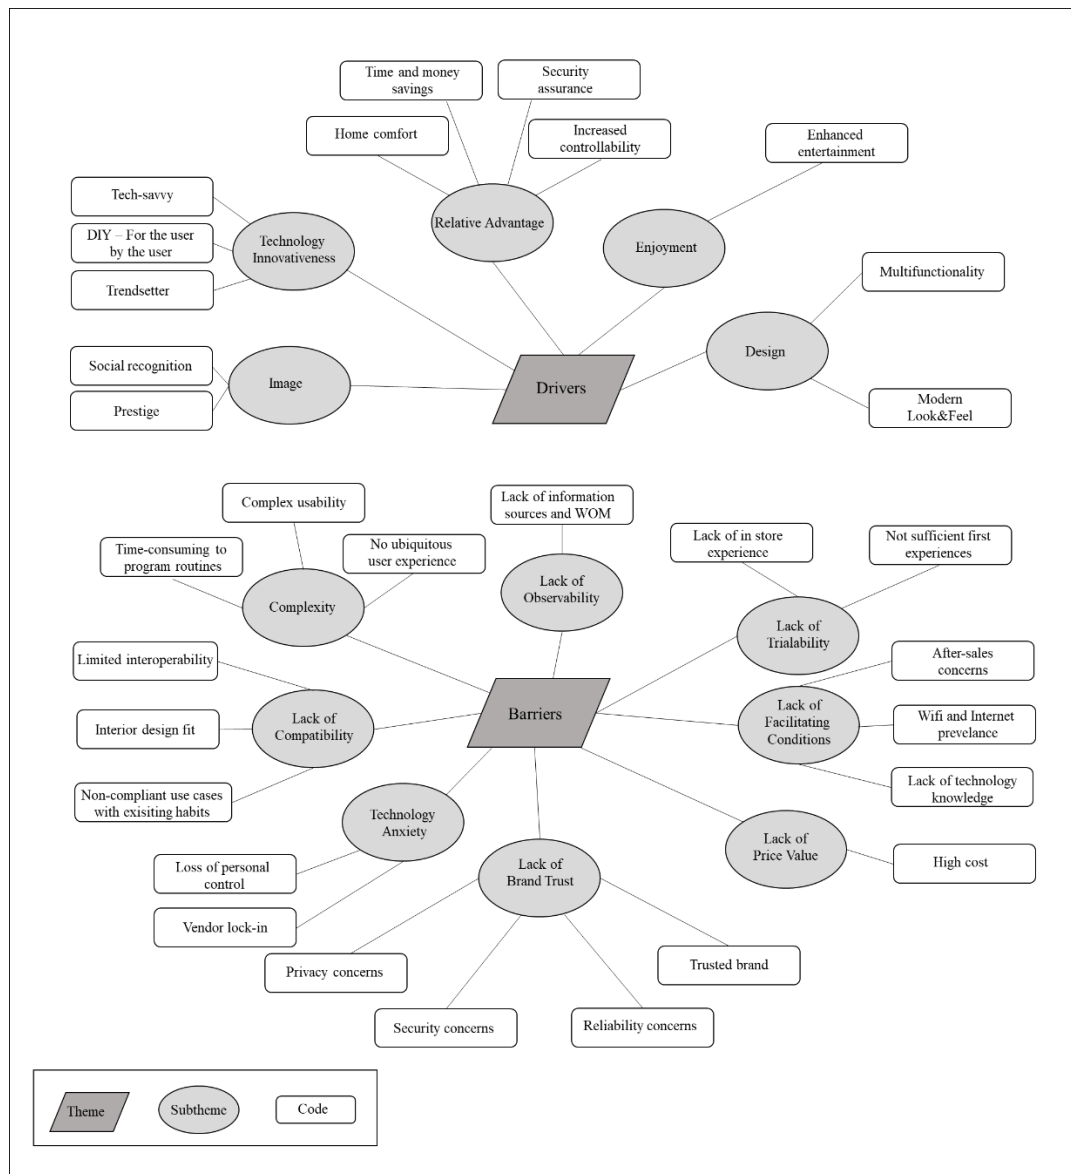 Time and money
savings
Security
assurance
Home comfort
Increased
controllability
Enhanced
entertainment
Tech-savvy
DIY – For the user
by the user
Trendsetter
Technology
Innovativeness
Relative Advantage
Enjoyment
Multifunctionality
Social recognition
Prestige
Image
Drivers
Design
Modern
Look&Feel
Complex usability
Lack of information
sources and WOM
Time-consuming to
program routines
No ubiquitous
user experience
Lack of in store
experience
Not sufficient first
experiences
Complexity
Lack of
Observability
Lack of
Trialability
Limited interoperability
After-sales
concerns
Interior design fit
Lack of
Compatibility
Barriers
Lack of
Facilitating
Conditions
Wifi and Internet
prevelance
Non-compliant use cases
with exisiting habits
Lack of technology
knowledge
Technology
Anxiety
Lack of
Price Value
High cost
Loss of personal
control
Lack of
Brand Trust
Vendor lock-in
Privacy concerns
Trusted brand
Security concerns
Reliability concerns
Theme
Subtheme
Code